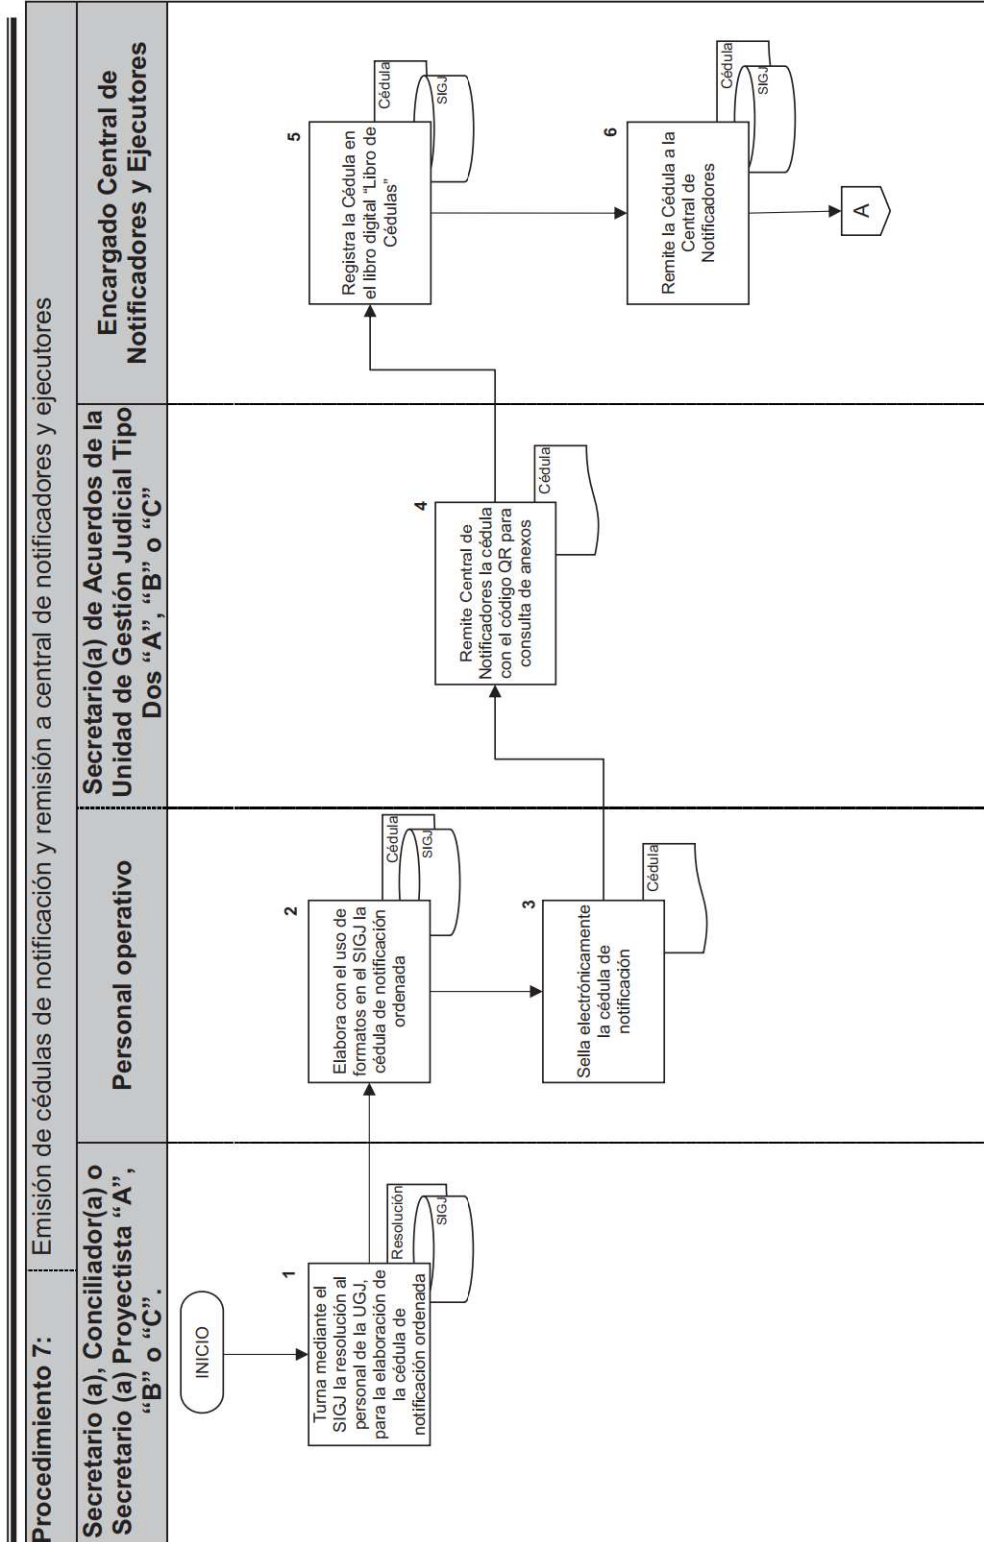 Procedimiento 7:
Emisión de cédulas de notificación y remisión a central de notificadores y ejecutores
Secretario (a), Conciliador(a) o
Secretario (a) Proyectista “A”,
“B” o “C”.
Personal operativo
Secretario(a) de Acuerdos de la
Unidad de Gestión Judicial Tipo
Dos “A”, “B” o “C”
Encargado Central de
Notificadores y Ejecutores
INICIO
1
Turna mediante el
SIGJ la resolución al
personal de la UGJ,
para la elaboración de
la cédula de
notificación ordenada
Resolución
SIGJ
2
Elabora con el uso de
formatos en el SIGJ la
cédula de notificación
ordenada
Cédula
SIGJ
3
Sella electrónicamente
la cédula de
notificación
Cédula
4
Remite Central de
Notificadores la cédula
con el código QR para
consulta de anexos
Cédula
5
Registra la Cédula en
el libro digital “Libro de
Cédulas”
Cédula
SIGJ
6
Remite la Cédula a la
Central de
Notificadores
Cédula
SIGJ
A